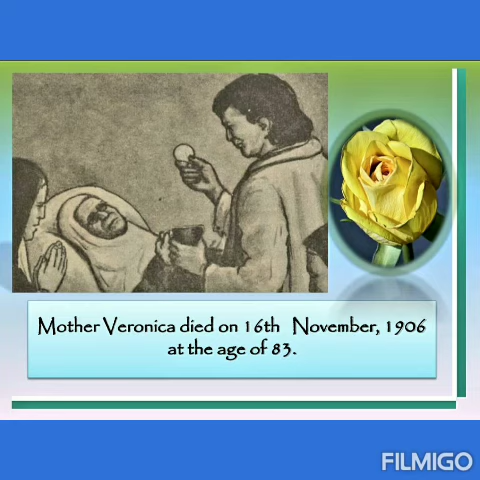 Mother Veronica died on 16th November, 1906
at the age of 83.
FILMIGO